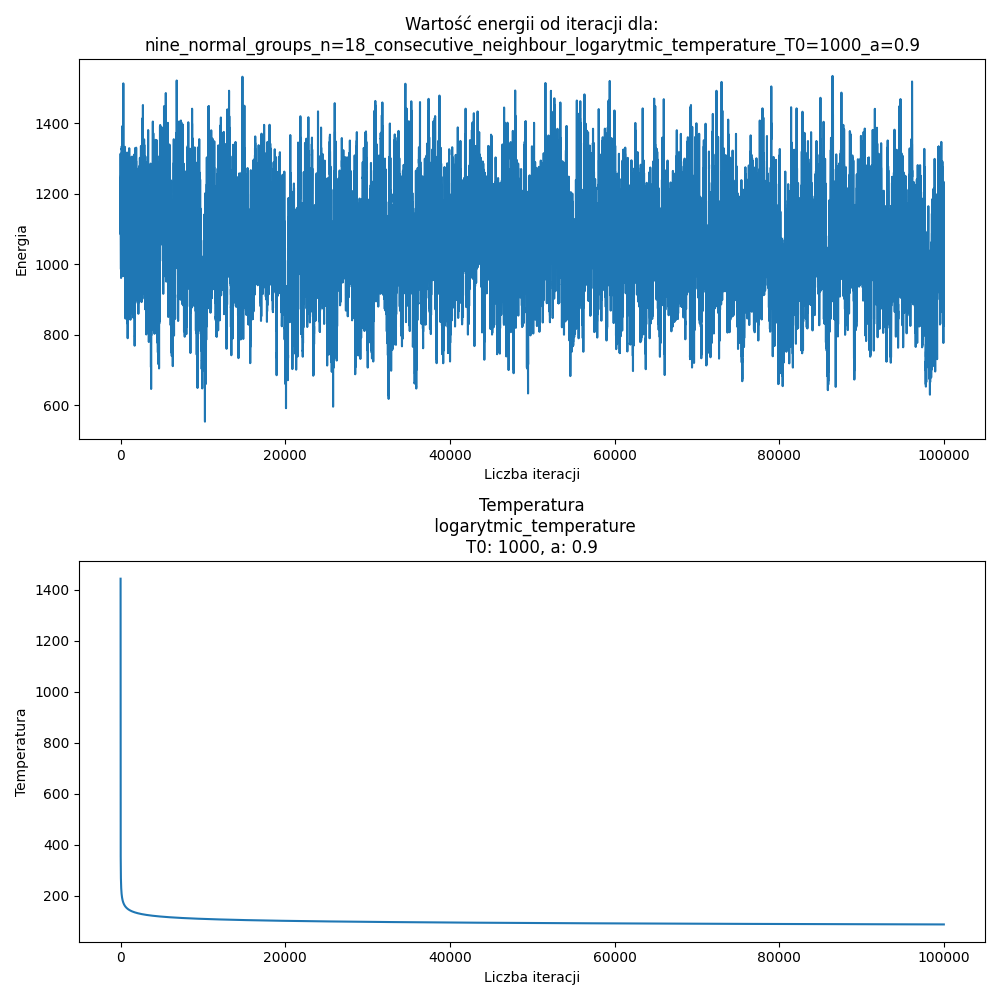 Wartość energii od iteracji dla:
nine_normal_groups_n=18_consecutive_neighbour_logarytmic_temperature_T0=1000_a=0.9
1400
1200
1000
800
600
Energia
0 20000 40000 60000 80000 100000
Liczba iteracji
Temperatura
logarytmic_temperature
T0: 1000, a: 0.9
1400
1200
1000
800
600
400
200
Temperatura
0 20000 40000 60000 80000 100000
Liczba iteracji